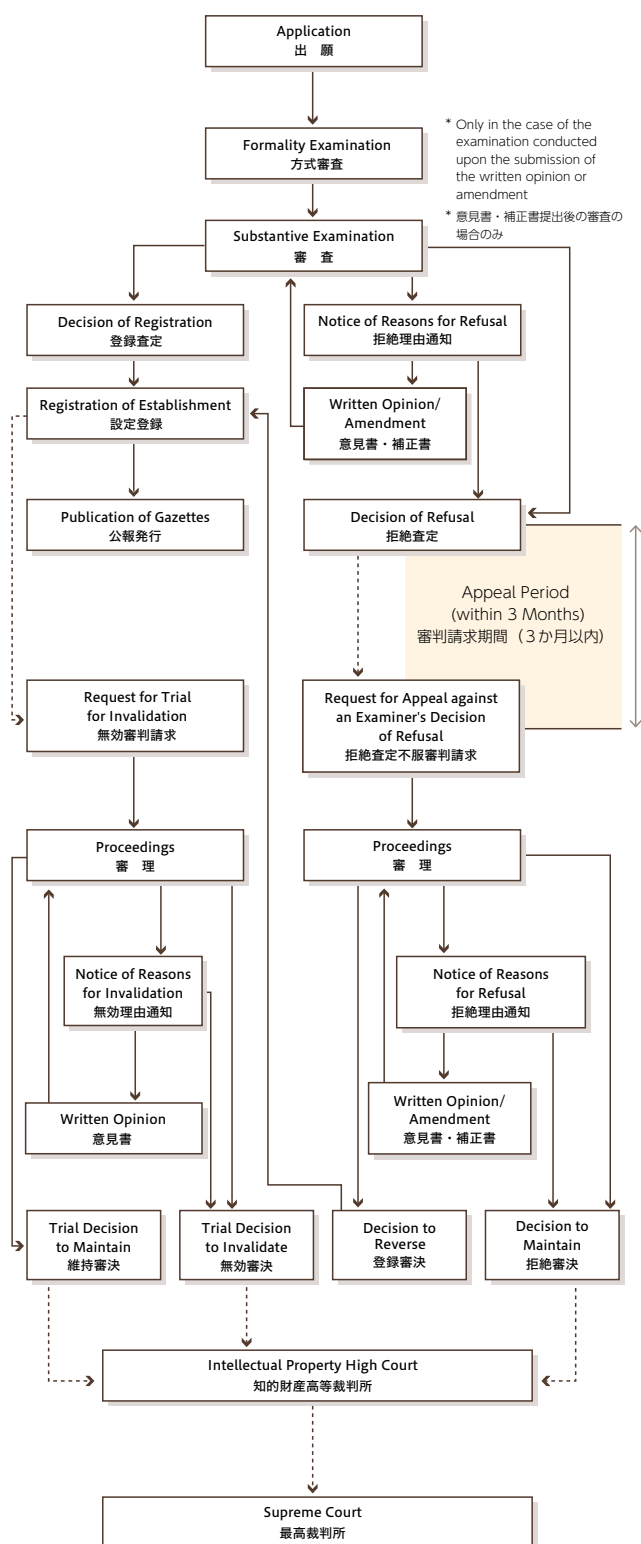 Application
出　願
Formality Examination
方式審査
* Only in the case of the
examination conducted
upon the submission of
the written opinion or
amendment
* 意見書・補正書提出後の審査の
場合のみ
Substantive Examination
審　査
Decision of Registration
登録査定
Notice of Reasons for Refusal
拒絶理由通知
Registration of Establishment
設定登録
Written Opinion/
Amendment
意見書・補正書
Publication of Gazettes
公報発行
Decision of Refusal
拒絶査定
Appeal Period
(within 3 Months)
審判請求期間（３か月以内）
Request for Trial
for Invalidation
無効審判請求
Request for Appeal against
an Examiner's Decision
of Refusal
拒絶査定不服審判請求
Proceedings
審　理
Proceedings
審　理
Notice of Reasons
for Invalidation
無効理由通知
Notice of Reasons
for Refusal
拒絶理由通知
Written Opinion
意見書
Written Opinion/
Amendment
意見書・補正書
Trial Decision
to Maintain
維持審決
Trial Decision
to Invalidate
無効審決
Decision to
Reverse
登録審決
Decision to
Maintain
拒絶審決
Intellectual Property High Court
知的財産高等裁判所
Supreme Court
最高裁判所